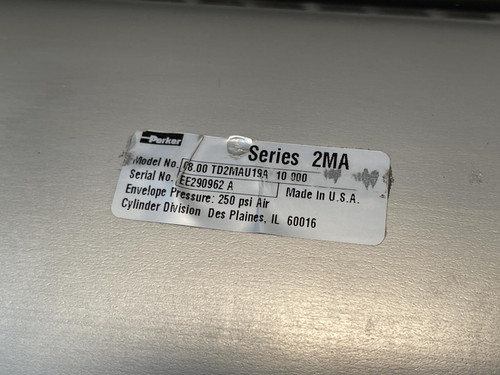 Parker
Series 2MA
Model No. 08.00 TD2MAU19A 10 000
Serial No. EE290962 A
Made In U.S.A.
Envelope Pressure: 250 psi Air
Cylinder Division Des Plaines, IL 60016